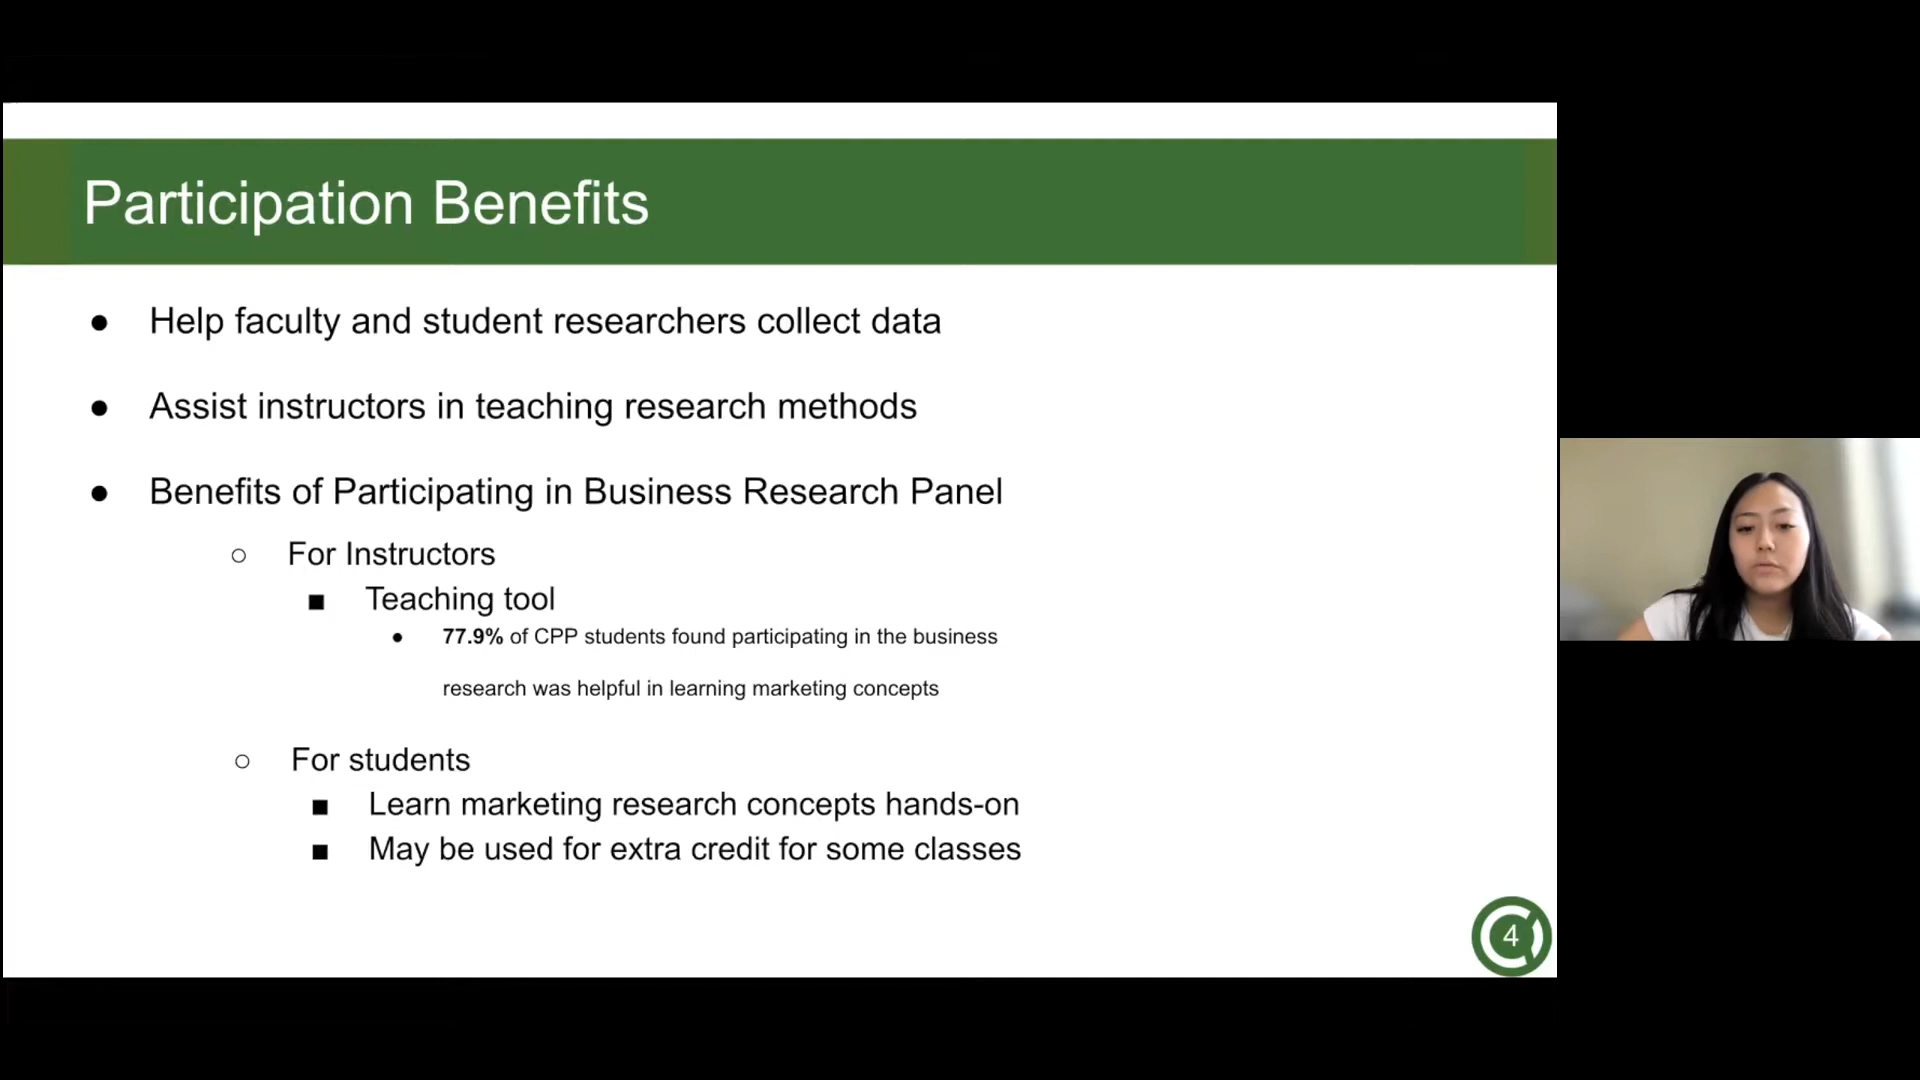 Participation Benefits
● Help faculty and student researchers collect data
● Assist instructors in teaching research methods
● Benefits of Participating in Business Research Panel
○ For Instructors
■ Teaching tool
● 77.9% of CPP students found participating in the business
research was helpful in learning marketing concepts
○ For students
■ Learn marketing research concepts hands-on
■ May be used for extra credit for some classes
4